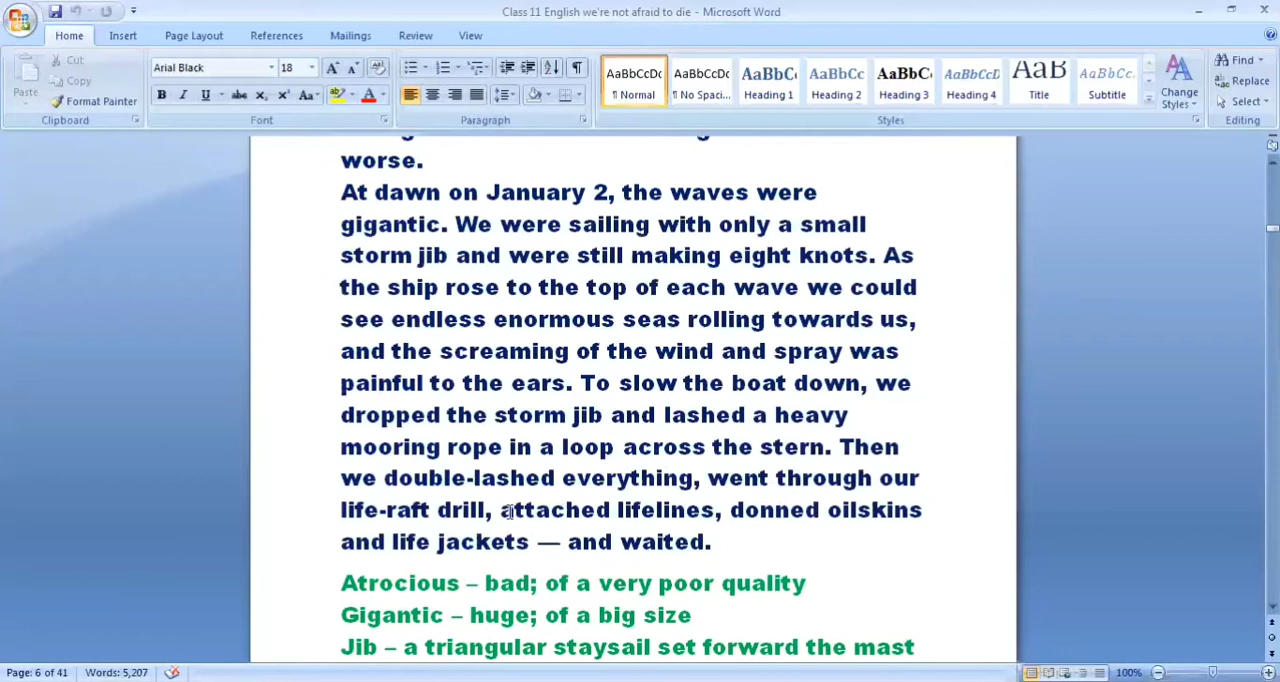 Class 11 English we're not afraid to die - Microsoft Word
Home Insert Page Layout References Mailings Review View
Paste
Cut
Copy
Format Painter
Clipboard
Arial Black 18
Font
Paragraph
AaBbCcDc AaBbCcDc AaBbC AaBbCc AaBbC AaBbCcD AaB AaBbCc.
¶ Normal ¶ No Spaci... Heading 1 Heading 2 Heading 3 Heading 4 Title Subtitle
Styles
Change
Styles
Find
Replace
Select
Editing
worse.
At dawn on January 2, the waves were
gigantic. We were sailing with only a small
storm jib and were still making eight knots. As
the ship rose to the top of each wave we could
see endless enormous seas rolling towards us,
and the screaming of the wind and spray was
painful to the ears. To slow the boat down, we
dropped the storm jib and lashed a heavy
mooring rope in a loop across the stern. Then
we double-lashed everything, went through our
life-raft drill, attached lifelines, donned oilskins
and life jackets — and waited.
Atrocious – bad; of a very poor quality
Gigantic – huge; of a big size
Jib – a triangular staysail set forward the mast
Page: 6 of 41 Words: 5,207 100%